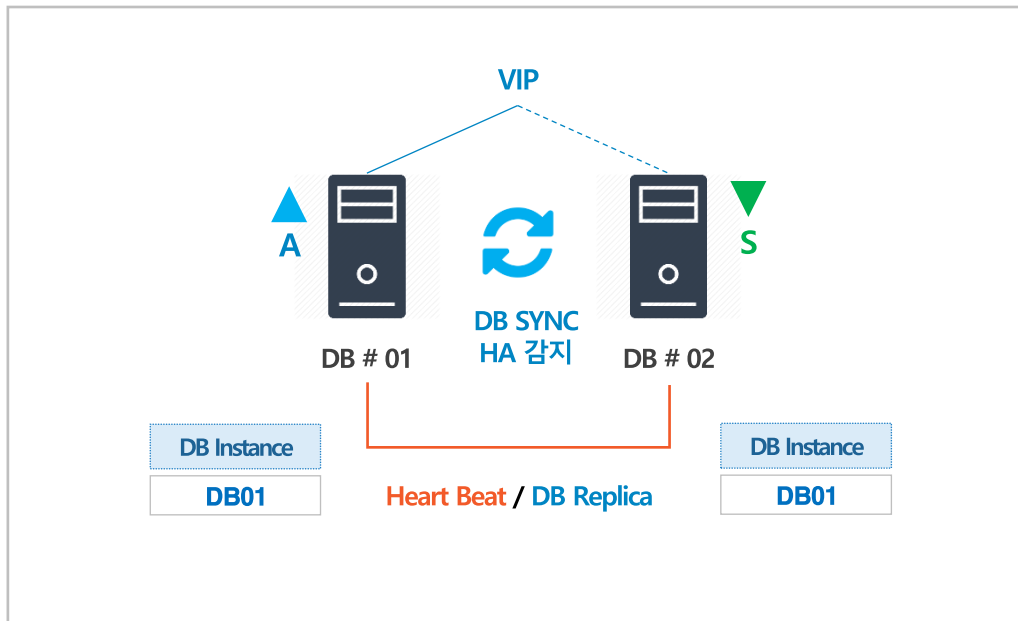 VIP
A
S
DB SYNC
HA 감지
DB # 01
DB # 02
DB Instance
DB01
Heart Beat / DB Replica
DB Instance
DB01